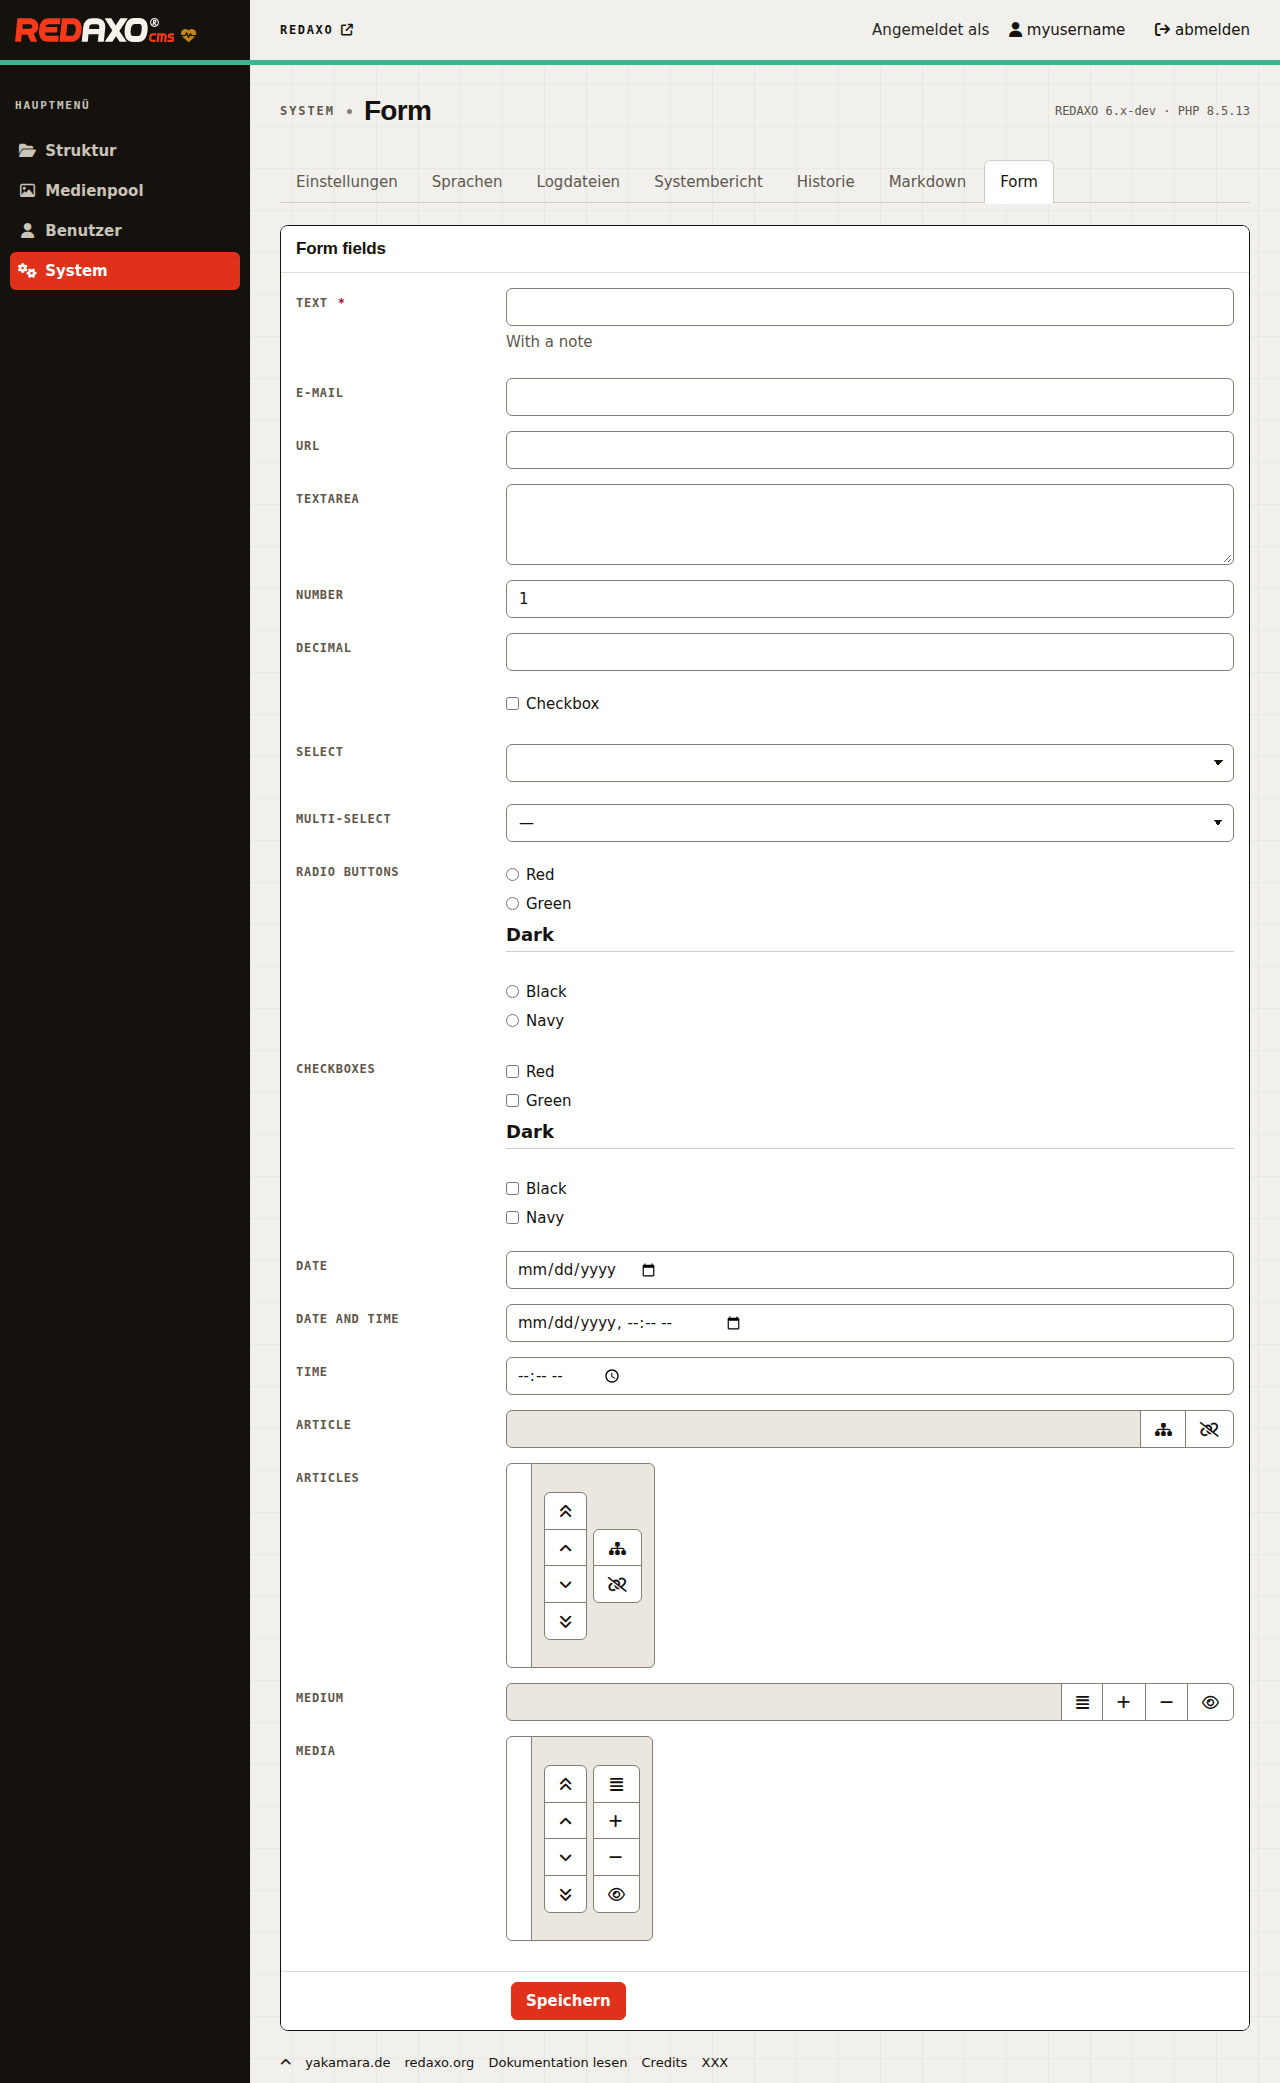 REDAXO® cms
REDAXO
Angemeldet als myusername abmelden
HAUPTMENÜ
Struktur
Medienpool
Benutzer
System
SYSTEM • Form
REDAXO 6.x-dev · PHP 8.5.13
Einstellungen Sprachen Logdateien Systembericht Historie Markdown Form
Form fields
TEXT *
With a note
E-MAIL
URL
TEXTAREA
NUMBER 1
DECIMAL
Checkbox
SELECT
MULTI-SELECT —
RADIO BUTTONS Red
Green
Dark
Black
Navy
CHECKBOXES Red
Green
Dark
Black
Navy
DATE mm/dd/yyyy
DATE AND TIME mm/dd/yyyy, --:-- --
TIME --:-- --
ARTICLE
ARTICLES
MEDIUM
MEDIA
Speichern
yakamara.de redaxo.org Dokumentation lesen Credits XXX